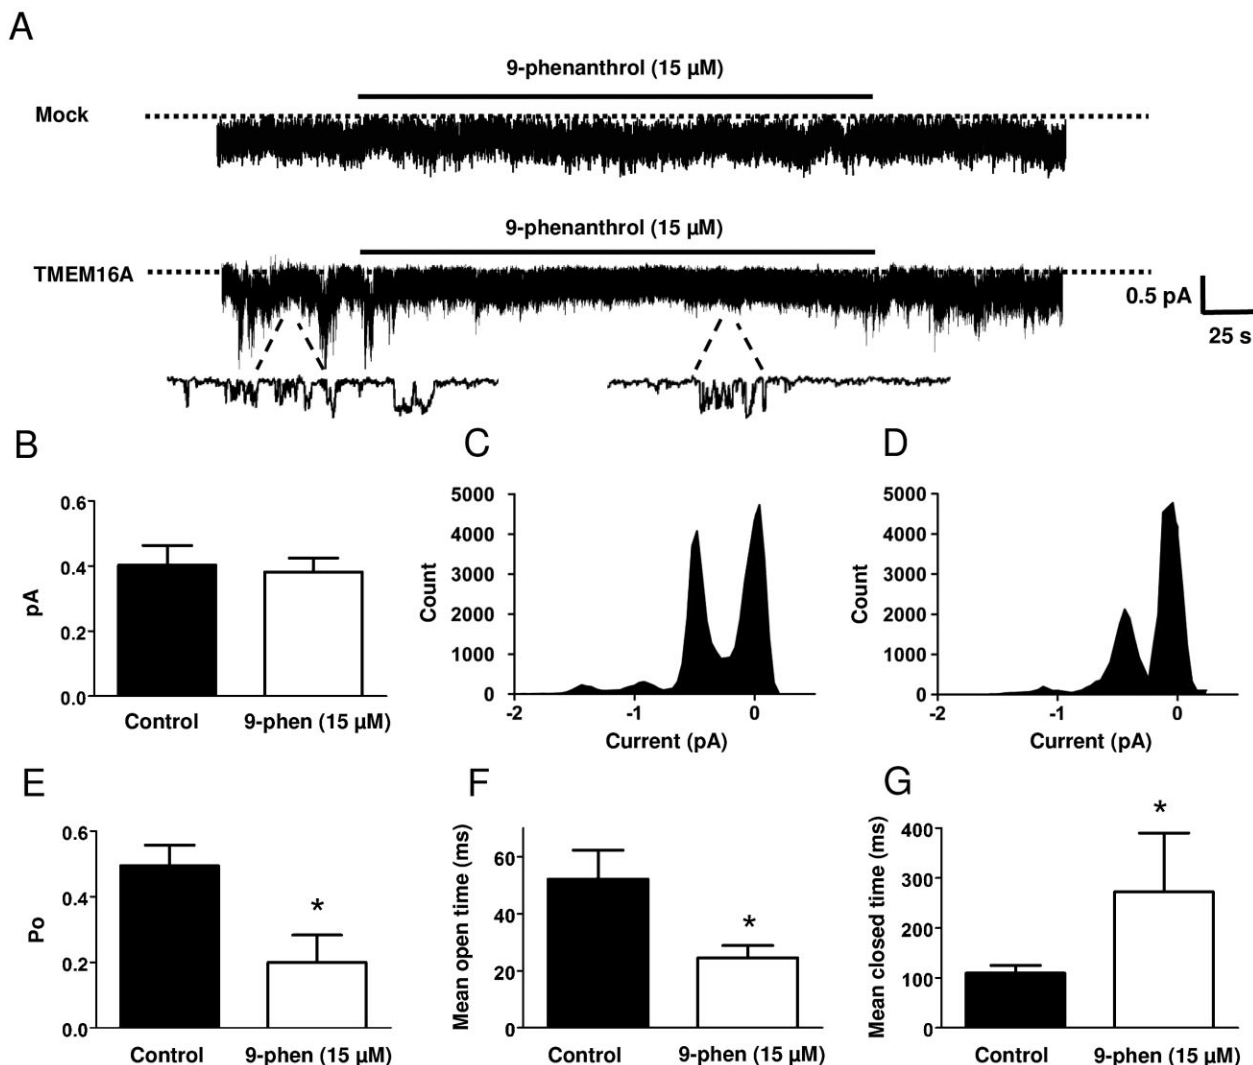 A
9-phenanthrol (15 µM)
Mock
9-phenanthrol (15 µM)
TMEM16A
0.5 pA
25 s
B
0.6
0.4
0.2
0.0
pA
Control
9-phen (15 µM)
C
5000
4000
3000
2000
1000
0
Count
-2
-1
0
Current (pA)
D
5000
4000
3000
2000
1000
0
Count
-2
-1
0
Current (pA)
E
0.6
0.4
0.2
0.0
Po
*
Control
9-phen (15 µM)
F
60
40
20
0
Mean open time (ms)
*
Control
9-phen (15 µM)
G
400
300
200
100
0
Mean closed time (ms)
*
Control
9-phen (15 µM)